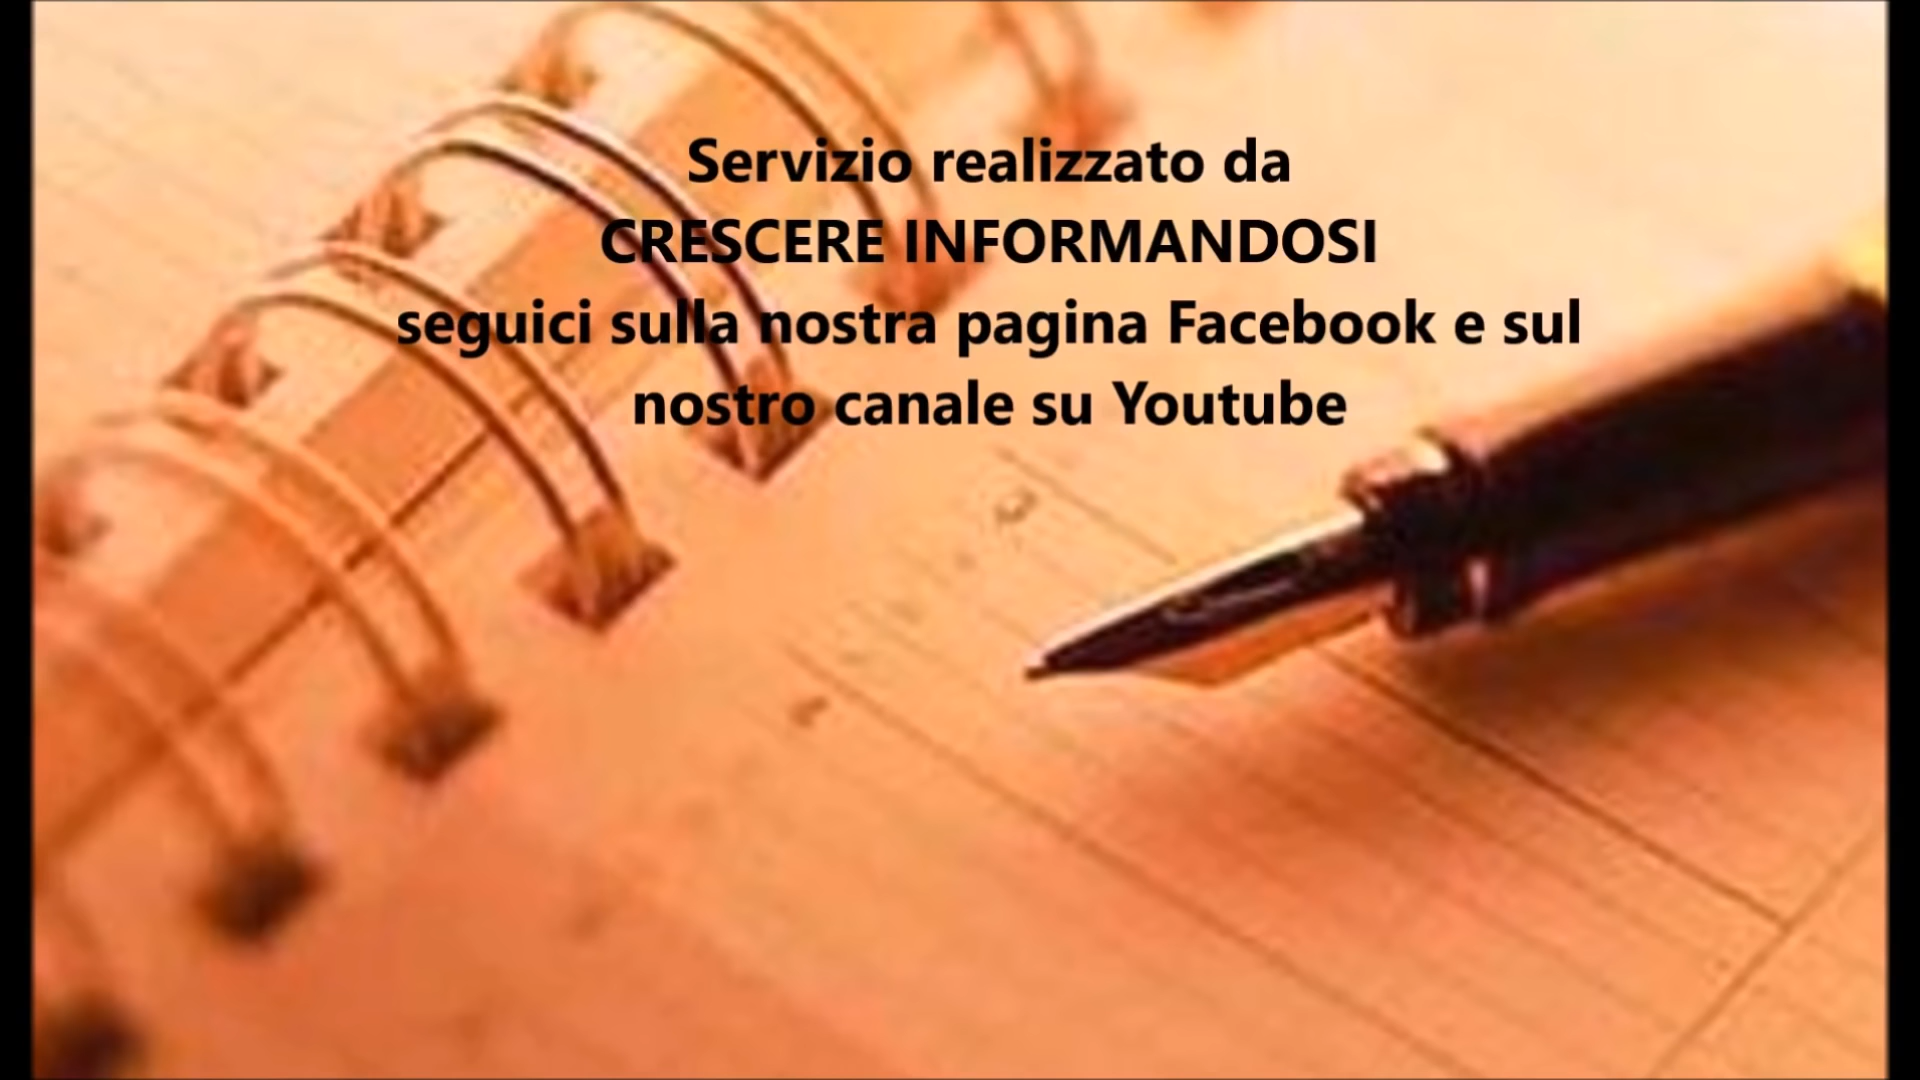 Servizio realizzato da
CRESCERE INFORMANDOSI
seguici sulla nostra pagina Facebook e sul
nostro canale su Youtube